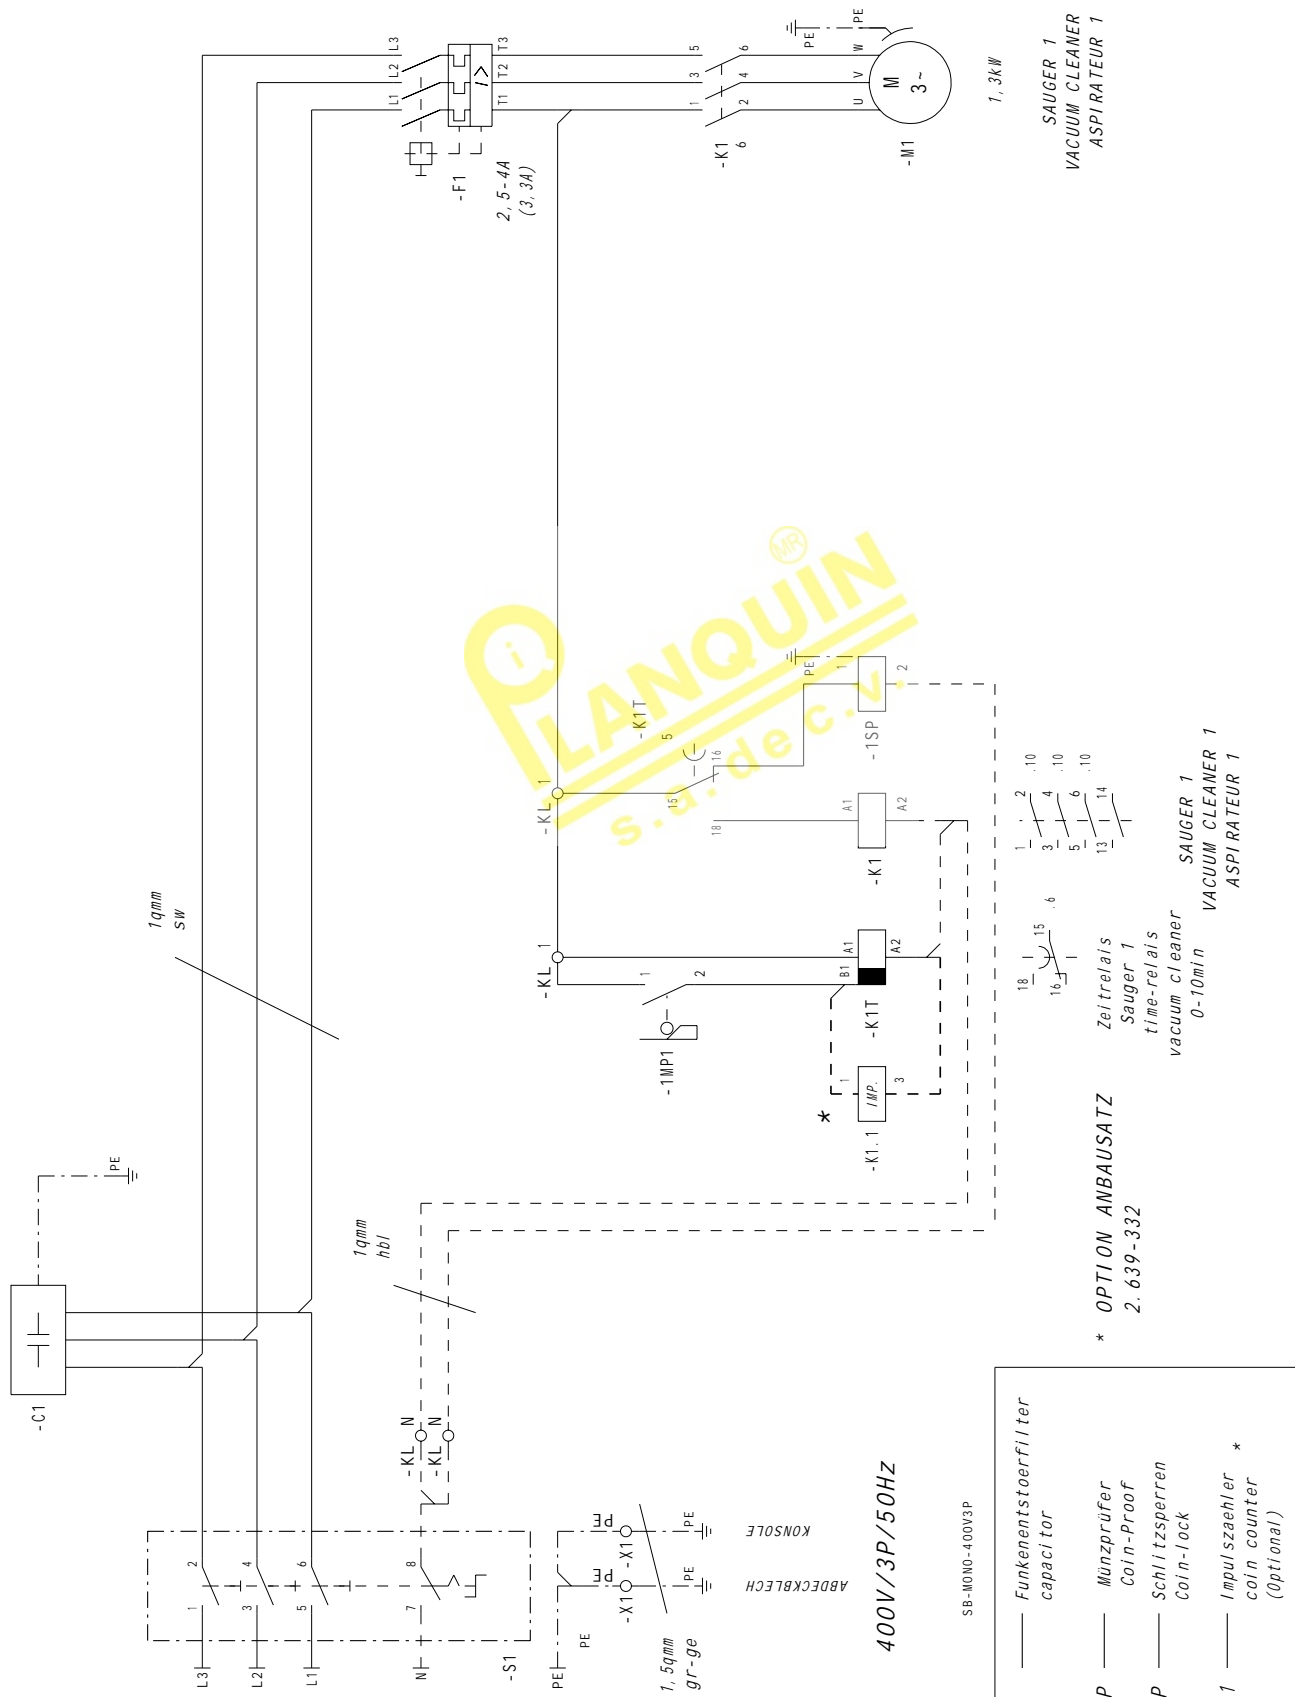 -C1
PE
1qmm
sw
L3
L2
L1
1
2
3
4
5
6
7
8
N
-S1
L1
L2
L3
I>
T1
T2
T3
-F1
2,5-4A
(3,3A)
1
3
5
2
4
6
-K1
6
PE
PE
U
V
W
M
3~
-M1
1,3kW
SAUGER 1
VACUUM CLEANER
ASPIRATEUR 1
1qmm
hbl
-KL
N
-KL
N
PE
PE
-X1
PE
-X1
PE
PE
PE
1,5qmm
gr-ge
ABDECKBLECH
KONSOLE
400V/3P/50Hz
SB-MONO-400V3P
-KL
1
-KL
1
1
2
-1MP1
-K1T
5
15
16
18
B1
A1
A2
-K1T
A1
A2
-K1
PE
1
2
-1SP
*
1
IMP.
3
-K1.1
18
15
.6
16
1
2
.10
3
4
.10
5
6
.10
13
14
Zeitrelais
Sauger 1
time-relais
vacuum cleaner
0-10min
SAUGER 1
VACUUM CLEANER 1
ASPIRATEUR 1
* OPTION ANBAUSATZ
2.639-332
Funkenentstoerfilter
capacitor
P
Münzprüfer
Coin-Proof
P
Schlitzsperren
Coin-lock
1
Impulszaehler *
coin counter
(Optional)
PiLANQUIN
MR
s.a. de c.v.